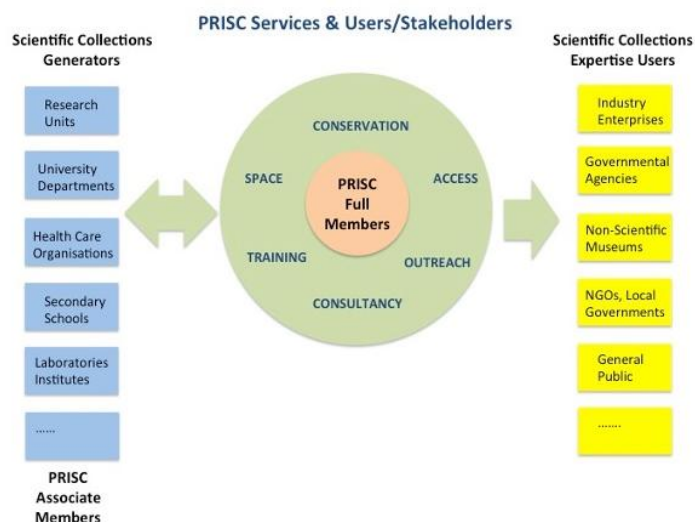 PRISC Services & Users/Stakeholders
Scientific Collections
Generators
Research
Units
University
Departments
Health Care
Organisations
Secondary
Schools
Laboratories
Institutes
......
PRISC
Associate
Members
CONSERVATION
SPACE
ACCESS
PRISC
Full
Members
TRAINING
OUTREACH
CONSULTANCY
Scientific Collections
Expertise Users
Industry
Enterprises
Governmental
Agencies
Non-Scientific
Museums
NGOs, Local
Governments
General
Public
.......